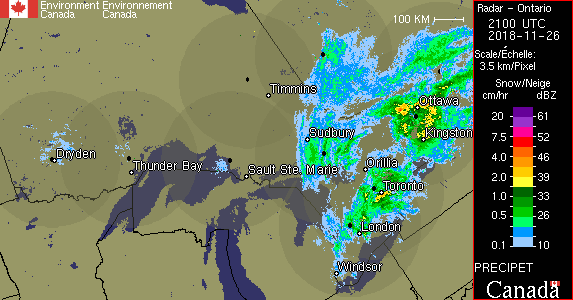 Environment Environnement
Canada Canada
100 KM
Timmins
Ottawa
Kingston
Sudbury
Dryden
Thunder Bay
Sault Ste. Marie
Orillia
Toronto
London
Windsor
Radar - Ontario
2100 UTC
2018-11-26
Scale/Échelle:
3.5 km/Pixel
Snow/Neige
cm/hr dBZ
20 61
7.5 52
4.0 46
2.0 39
1.0 33
0.5 26
0.1 10
PRECIPET
Canada